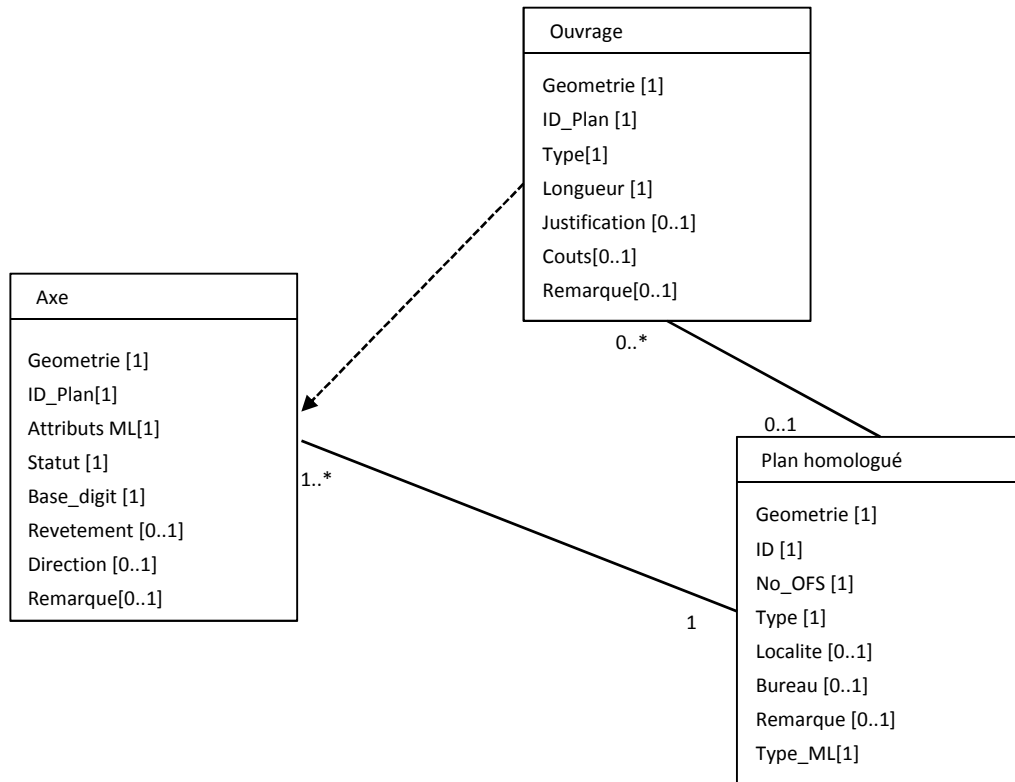 Ouvrage
Geometrie [1]
ID_Plan [1]
Type[1]
Longueur [1]
Justification [0..1]
Couts[0..1]
Remarque[0..1]
0..*
Axe
Geometrie [1]
ID_Plan[1]
Attributs ML[1]
Statut [1]
Base_digit [1]
Revetement [0..1]
Direction [0..1]
Remarque[0..1]
1..*
0..1
Plan homologué
Geometrie [1]
ID [1]
No_OFS [1]
Type [1]
Localite [0..1]
Bureau [0..1]
Remarque [0..1]
Type_ML[1]
1